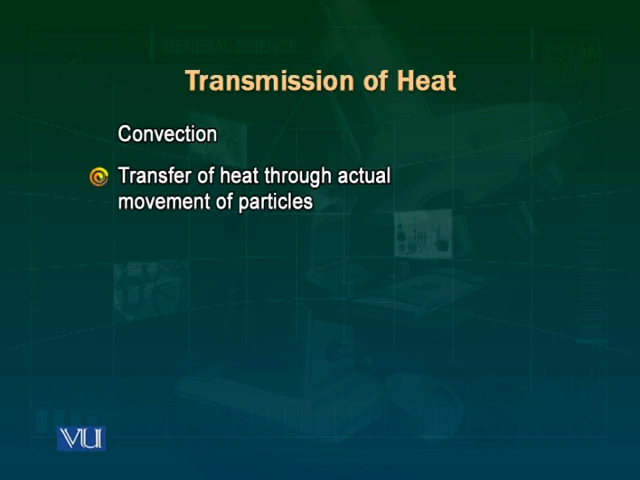 GENERAL SCIENCE
Transmission of Heat
Convection
Transfer of heat through actual
movement of particles
VU